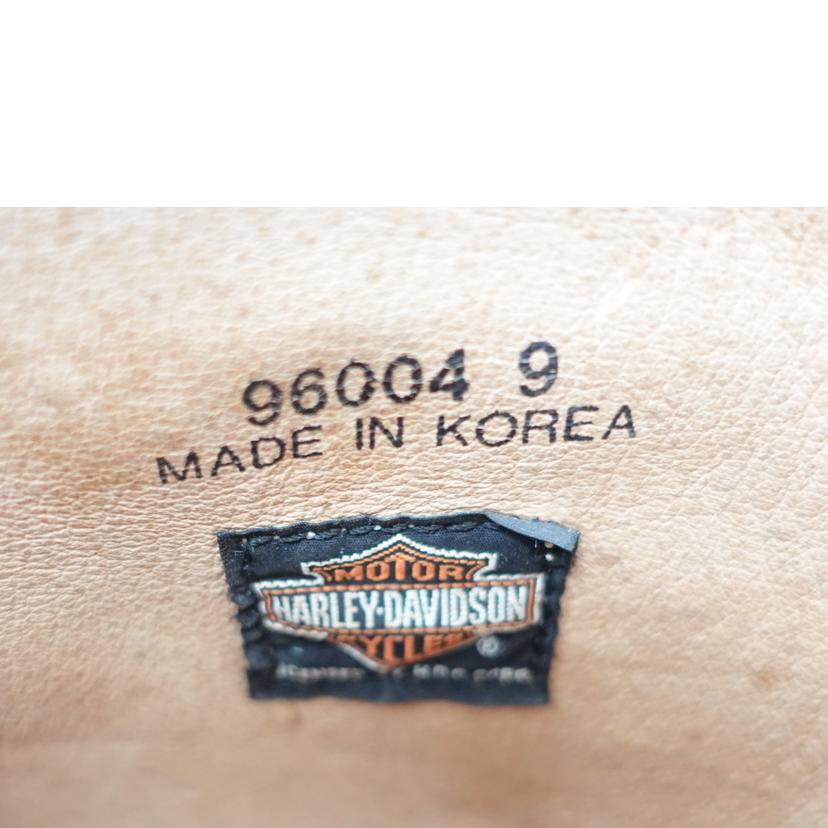 96004 9
MADE IN KOREA
MOTOR
HARLEY-DAVIDSON
CYCLES
®